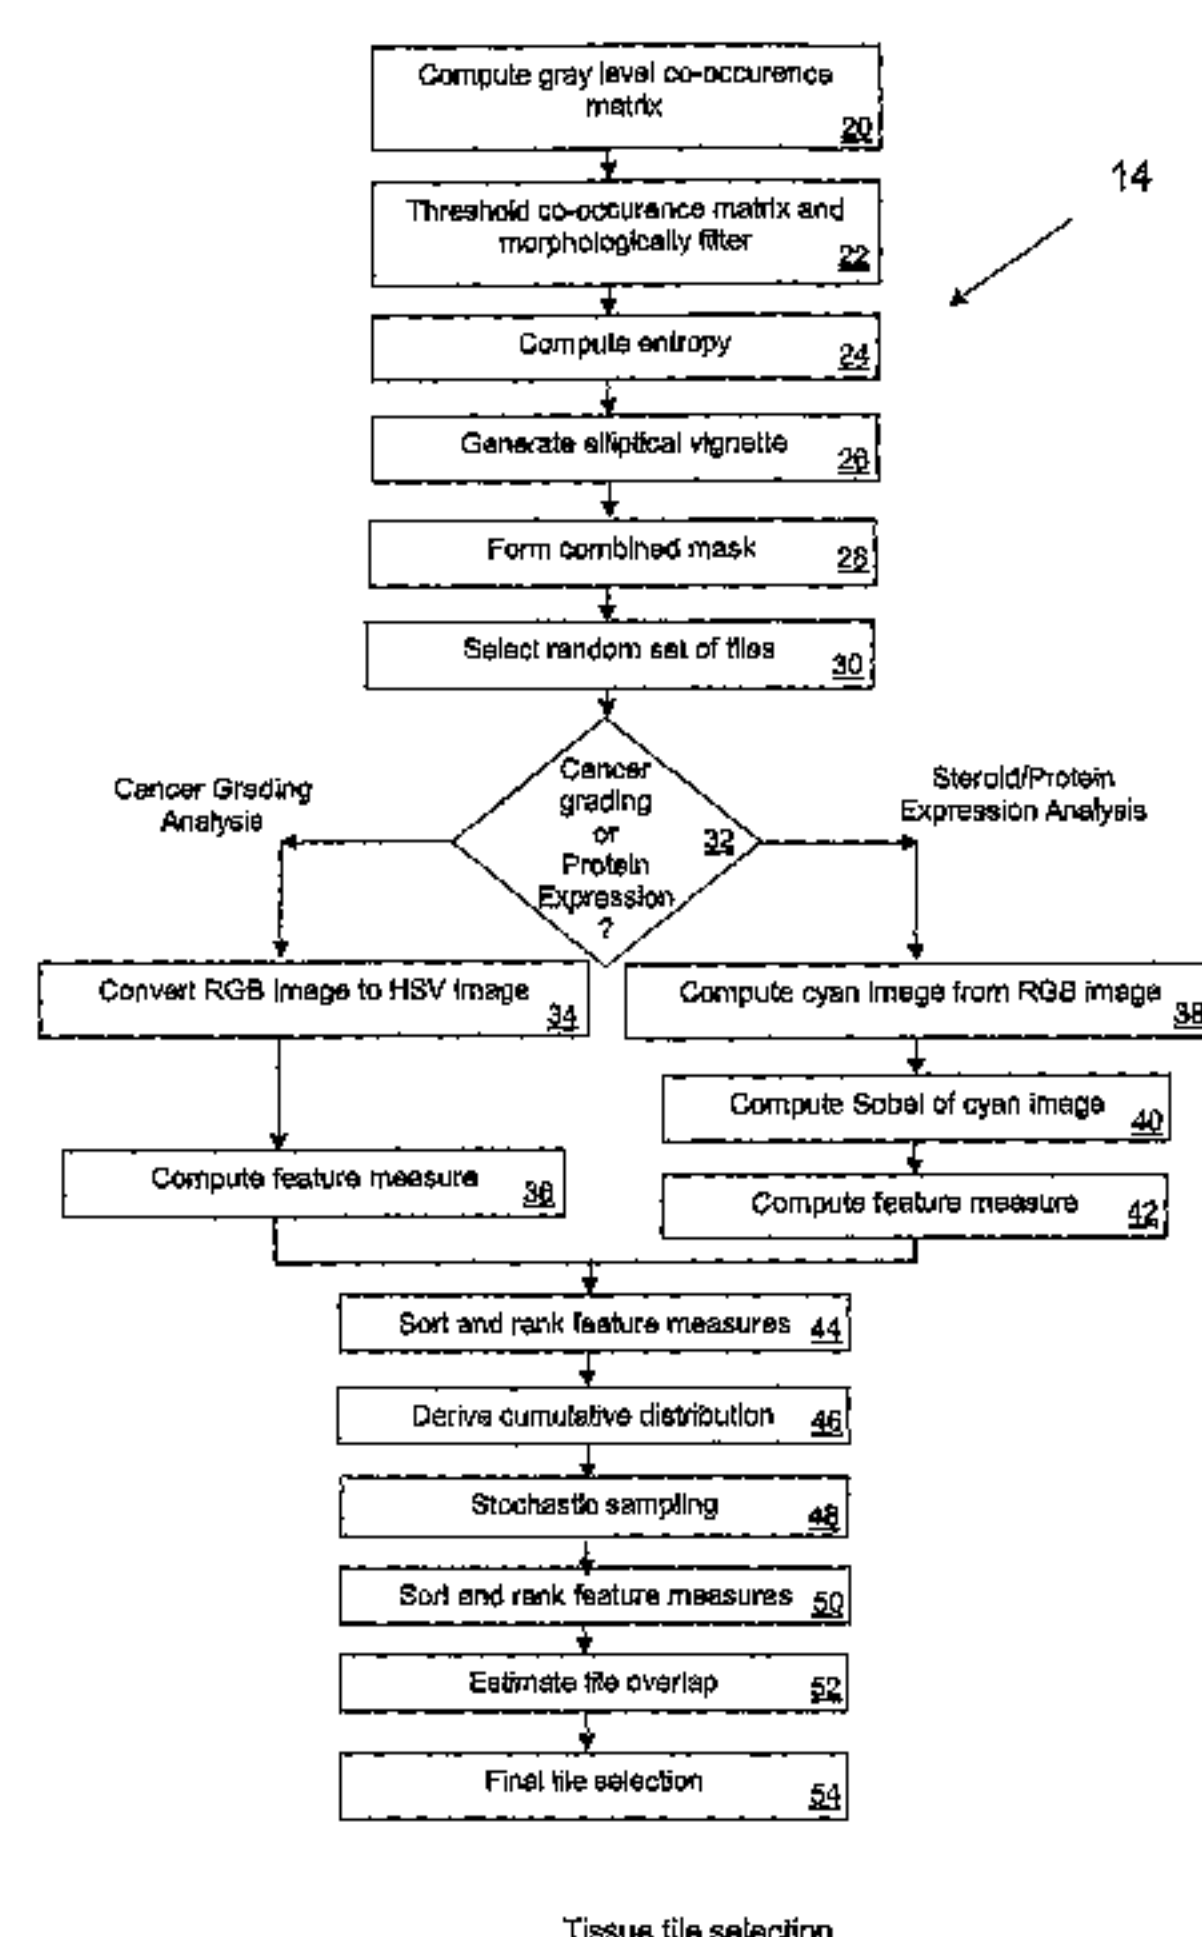 Compute gray level co-occurence
matrix
20
14
Threshold co-occurence matrix and
morphologically filter
22
Compute entropy
24
Generate elliptical vignette
26
Form combined mask
28
Select random set of tiles
30
Cancer Grading
Analysis
Cancer
grading
or
Protein
Expression
?
32
Steroid/Protein
Expression Analysis
Convert RGB image to HSV image
34
Compute cyan image from RGB image
38
Compute Sobel of cyan image
40
Compute feature measure
36
Compute feature measure
42
Sort and rank feature measures
44
Derive cumulative distribution
46
Stochastic sampling
48
Sort and rank feature measures
50
Estimate tile overlap
52
Final tile selection
54
Tissue tile selection